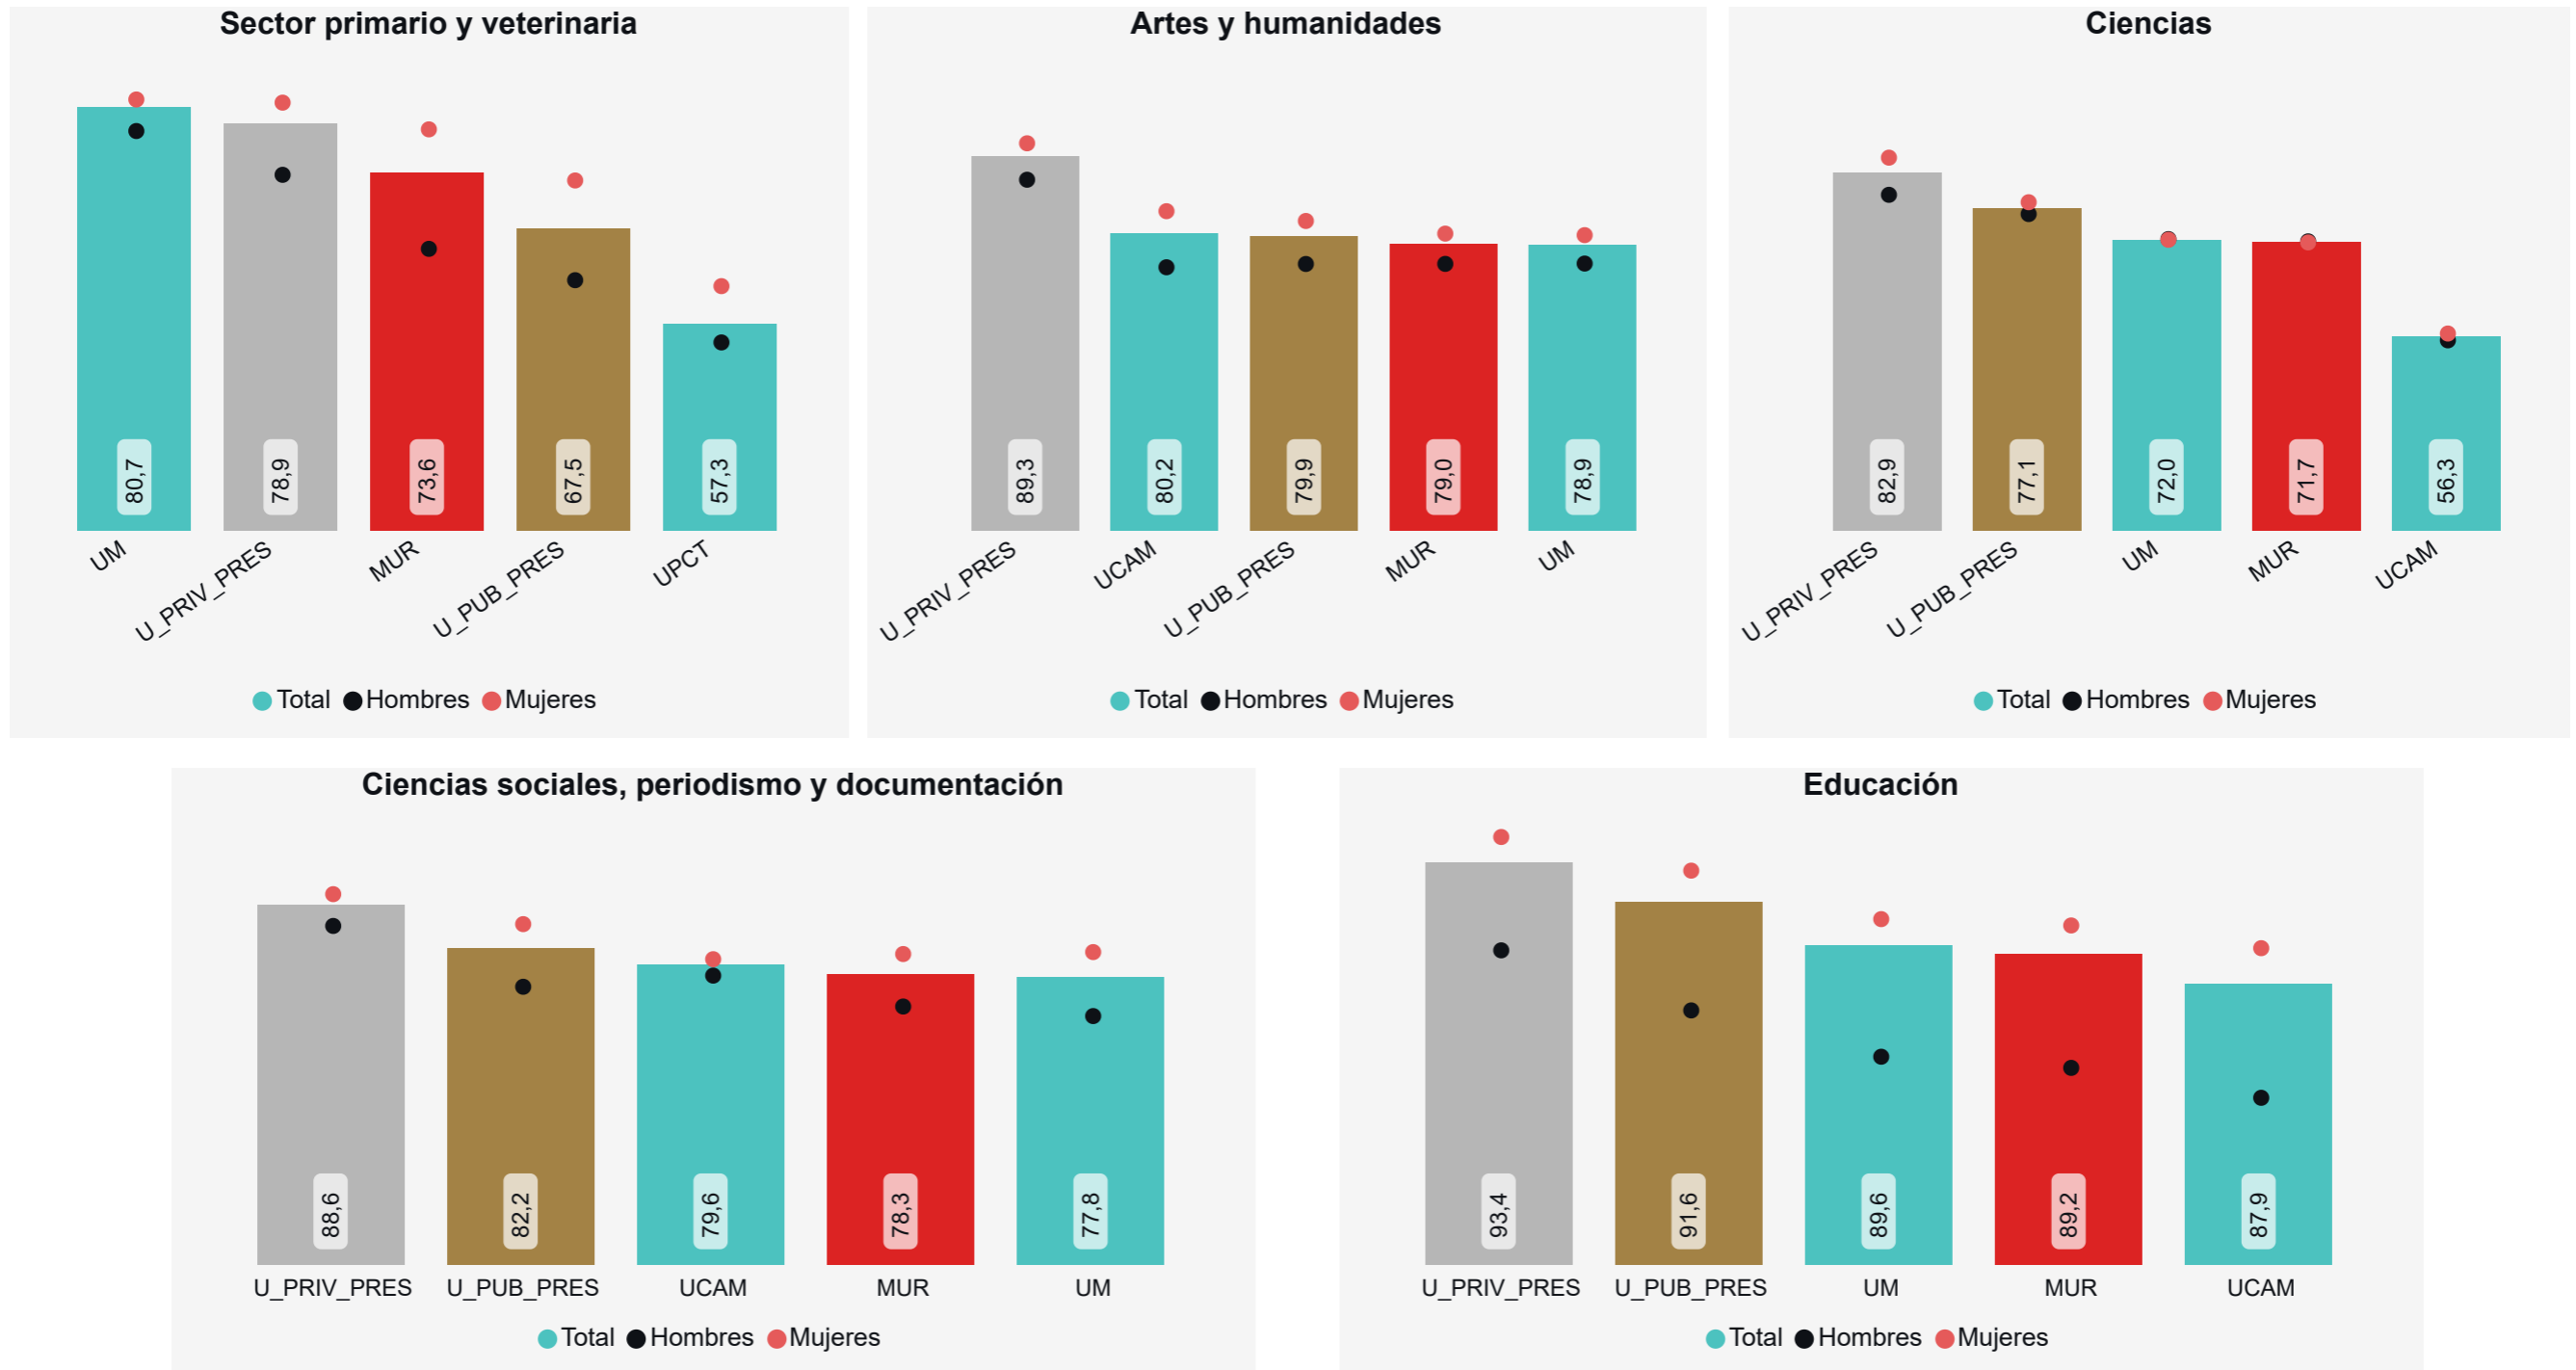 Sector primario y veterinaria
80,7
78,9
73,6
67,5
57,3
UM
U_PRIV_PRES
MUR
U_PUB_PRES
UPCT
Total Hombres Mujeres
Artes y humanidades
89,3
80,2
79,9
79,0
78,9
U_PRIV_PRES
UCAM
U_PUB_PRES
MUR
UM
Total Hombres Mujeres
Ciencias
82,9
77,1
72,0
71,7
56,3
U_PRIV_PRES
U_PUB_PRES
UM
MUR
UCAM
Total Hombres Mujeres
Ciencias sociales, periodismo y documentación
88,6
82,2
79,6
78,3
77,8
U_PRIV_PRES
U_PUB_PRES
UCAM
MUR
UM
Total Hombres Mujeres
Educación
93,4
91,6
89,6
89,2
87,9
U_PRIV_PRES
U_PUB_PRES
UM
MUR
UCAM
Total Hombres Mujeres